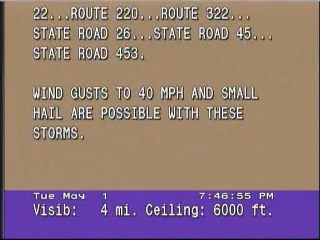 22...ROUTE 220...ROUTE 322...
STATE ROAD 26...STATE ROAD 45...
STATE ROAD 453.
WIND GUSTS TO 40 MPH AND SMALL
HAIL ARE POSSIBLE WITH THESE
STORMS.
Tue May 1 7:46:55 PM
Visib: 4 mi. Ceiling: 6000 ft.